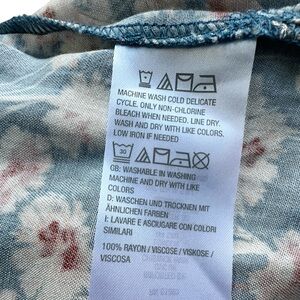 MACHINE WASH COLD DELICATE
CYCLE. ONLY NON-CHLORINE
BLEACH WHEN NEEDED. LINE DRY.
WASH AND DRY WITH LIKE COLORS.
LOW IRON IF NEEDED
30
GB: WASHABLE IN WASHING
MACHINE AND DRY WITH LIKE
COLORS
D: WASCHEN UND TROCKNEN MIT
ÄHNLICHEN FARBEN
I: LAVARE E ASCIUGARE CON COLORI
SIMILARI
100% RAYON / VISCOSE / VISKOSE /
VISCOSA